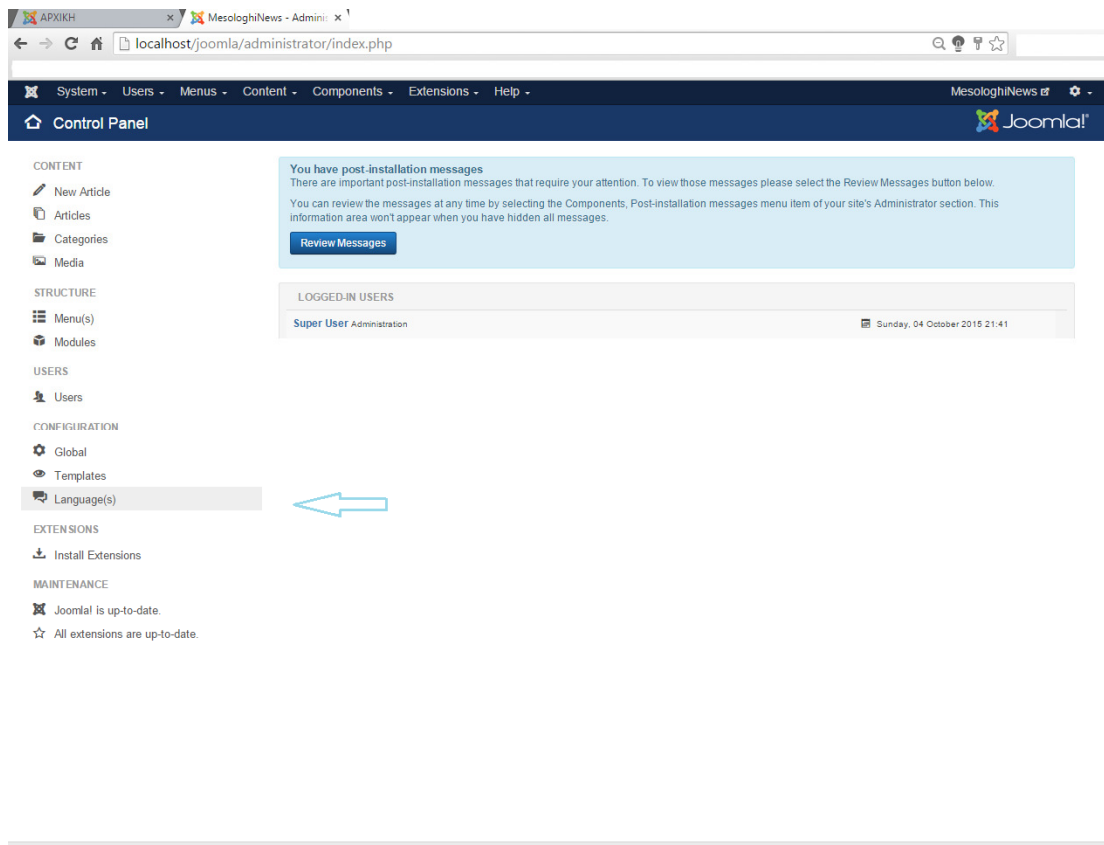 ΑΡΧΙΚΗ
MesologhiNews - Adminis
localhost/joomla/administrator/index.php
System Users Menus Content Components Extensions Help MesologhiNews
Control Panel Joomla!
CONTENT
New Article
Articles
Categories
Media
STRUCTURE
Menu(s)
Modules
USERS
Users
CONFIGURATION
Global
Templates
Language(s)
EXTENSIONS
Install Extensions
MAINTENANCE
Joomla! is up-to-date.
All extensions are up-to-date.
You have post-installation messages
There are important post-installation messages that require your attention. To view those messages please select the Review Messages button below.
You can review the messages at any time by selecting the Components, Post-installation messages menu item of your site's Administrator section. This
information area won't appear when you have hidden all messages.
Review Messages
LOGGED-IN USERS
Super User Administration Sunday, 04 October 2015 21:41